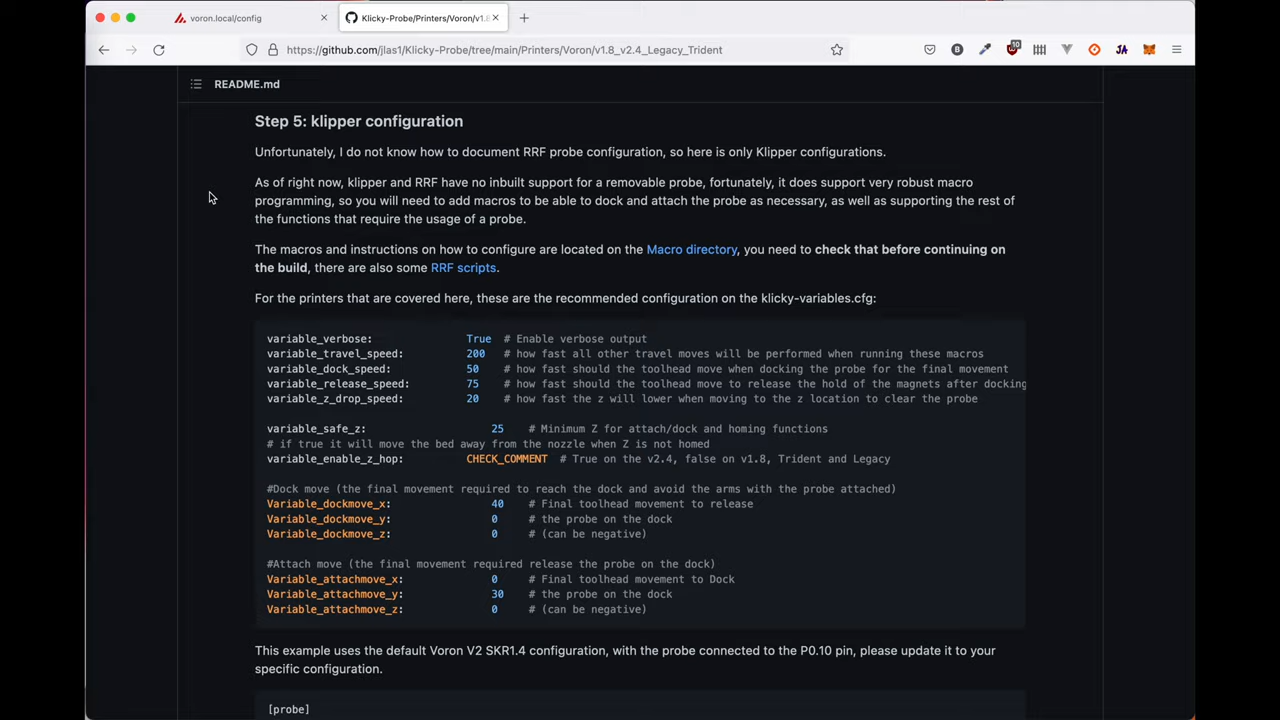 voron.local/config
Klicky-Probe/Printers/Voron/v1.8
https://github.com/jlas1/Klicky-Probe/tree/main/Printers/Voron/v1.8_v2.4_Legacy_Trident
10
JA
README.md
Step 5: klipper configuration
Unfortunately, I do not know how to document RRF probe configuration, so here is only Klipper configurations.
As of right now, klipper and RRF have no inbuilt support for a removable probe, fortunately, it does support very robust macro
programming, so you will need to add macros to be able to dock and attach the probe as necessary, as well as supporting the rest of
the functions that require the usage of a probe.
The macros and instructions on how to configure are located on the Macro directory, you need to check that before continuing on
the build, there are also some RRF scripts.
For the printers that are covered here, these are the recommended configuration on the klicky-variables.cfg:
variable_verbose: True # Enable verbose output
variable_travel_speed: 200 # how fast all other travel moves will be performed when running these macros
variable_dock_speed: 50 # how fast should the toolhead move when docking the probe for the final movement
variable_release_speed: 75 # how fast should the toolhead move to release the hold of the magnets after docking
variable_z_drop_speed: 20 # how fast the z will lower when moving to the z location to clear the probe
variable_safe_z: 25 # Minimum Z for attach/dock and homing functions
# if true it will move the bed away from the nozzle when Z is not homed
variable_enable_z_hop: CHECK_COMMENT # True on the v2.4, false on v1.8, Trident and Legacy
#Dock move (the final movement required to reach the dock and avoid the arms with the probe attached)
Variable_dockmove_x: 40 # Final toolhead movement to release
Variable_dockmove_y: 0 # the probe on the dock
Variable_dockmove_z: 0 # (can be negative)
#Attach move (the final movement required release the probe on the dock)
Variable_attachmove_x: 0 # Final toolhead movement to Dock
Variable_attachmove_y: 30 # the probe on the dock
Variable_attachmove_z: 0 # (can be negative)
This example uses the default Voron V2 SKR1.4 configuration, with the probe connected to the P0.10 pin, please update it to your
specific configuration.
[probe]